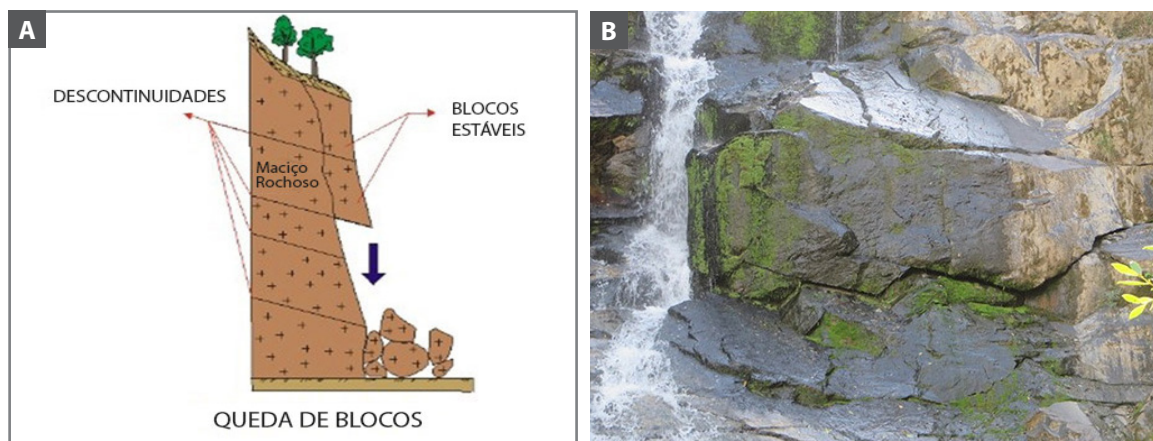 A
DESCONTINUIDADES
BLOCOS
ESTÁVEIS
Maciço
Rochoso
QUEDA DE BLOCOS
B